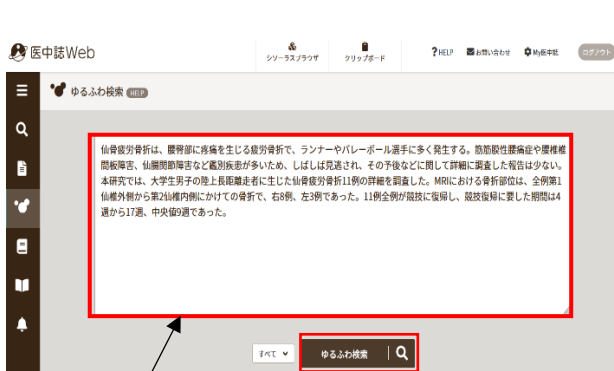 医中誌Web
シソーラスブラウザ
クリップボード
?HELP
お問い合わせ
My医中誌
ログアウト
ゆるふわ検索 HELP
仙骨疲労骨折は、腰臀部に疼痛を生じる疲労骨折で、ランナーやバレーボール選手に多く発生する。筋筋膜性腰痛症や腰椎椎
間板障害、仙腸関節障害など鑑別疾患が多いため、しばしば見逃され、その予後などに関して詳細に調査した報告は少ない。
本研究では、大学生男子の陸上長距離走者に生じた仙骨疲労骨折11例の詳細を調査した。MRIにおける骨折部位は、全例第1
仙椎外側から第2仙椎内側にかけての骨折で、右8例、左3例であった。11例全例が競技に復帰し、競技復帰に要した期間は4
週から17週、中央値9週であった。
すべて
ゆるふわ検索